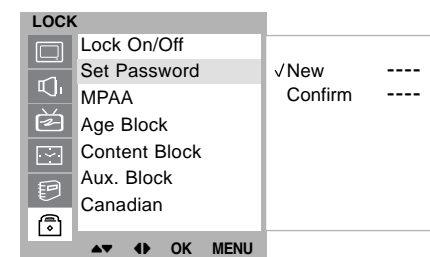 LOCK
Lock On/Off
Set Password
MPAA
Age Block
Content Block
Aux. Block
Canadian
√New ----
Confirm ----
▲▼ ◀▶ OK MENU